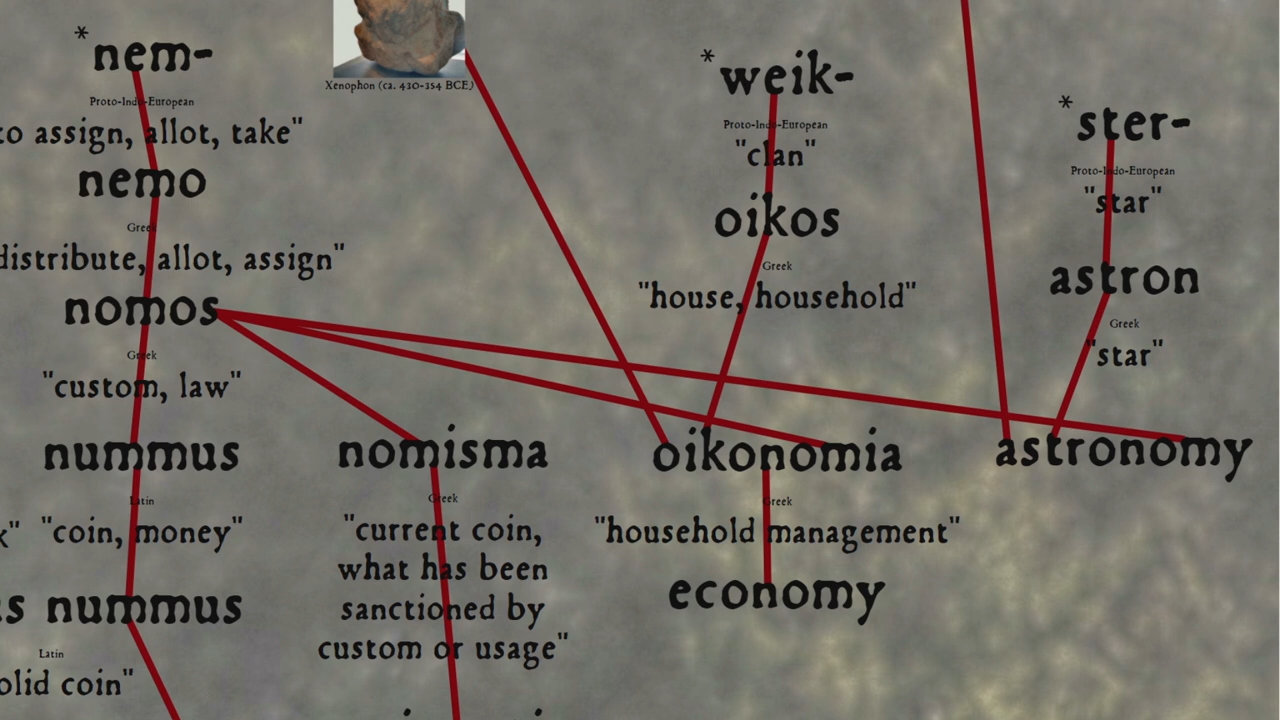 *nem-
Proto-Indo-European
to assign, allot, take"
nemo
Greek
distribute, allot, assign"
nomos
Greek
"custom, law"
nummus
Latin
"coin, money"
nummus
Latin
olid coin"
Xenophon (ca. 430-354 BCE)
nomisma
Greek
"current coin,
what has been
sanctioned by
custom or usage"
*weik-
Proto-Indo-European
"clan"
oikos
Greek
"house, household"
oikonomia
Greek
"household management"
economy
*ster-
Proto-Indo-European
"star"
astron
Greek
"star"
astronomy